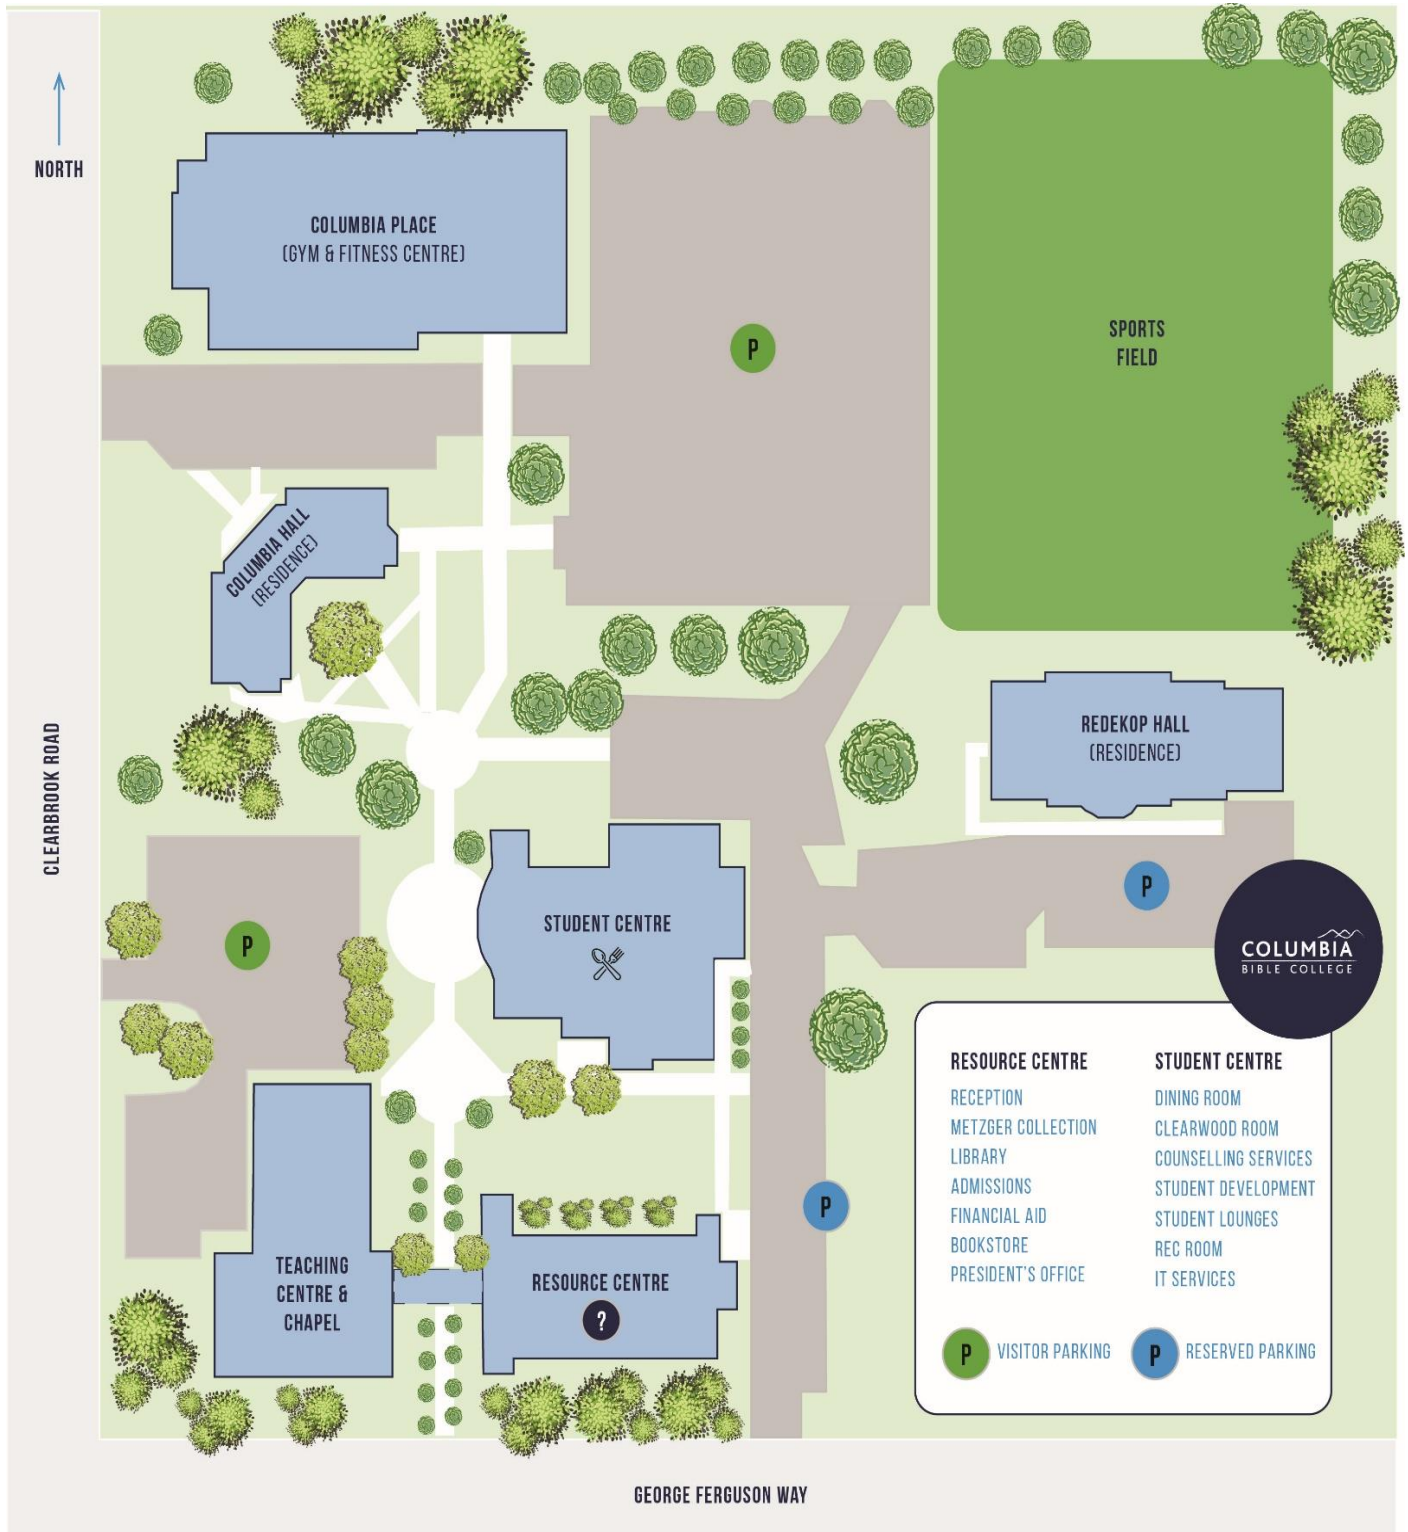 NORTH
COLUMBIA PLACE
(GYM & FITNESS CENTRE)
P
SPORTS
FIELD
COLUMBIA HALL
(RESIDENCE)
REDEKOP HALL
(RESIDENCE)
CLEARBROOK ROAD
P
STUDENT CENTRE
P
COLUMBIA
BIBLE COLLEGE
RESOURCE CENTRE
RECEPTION
METZGER COLLECTION
LIBRARY
ADMISSIONS
FINANCIAL AID
BOOKSTORE
PRESIDENT'S OFFICE
STUDENT CENTRE
DINING ROOM
CLEARWOOD ROOM
COUNSELLING SERVICES
STUDENT DEVELOPMENT
STUDENT LOUNGES
REC ROOM
IT SERVICES
P VISITOR PARKING
P RESERVED PARKING
P
TEACHING
CENTRE &
CHAPEL
RESOURCE CENTRE
?
GEORGE FERGUSON WAY